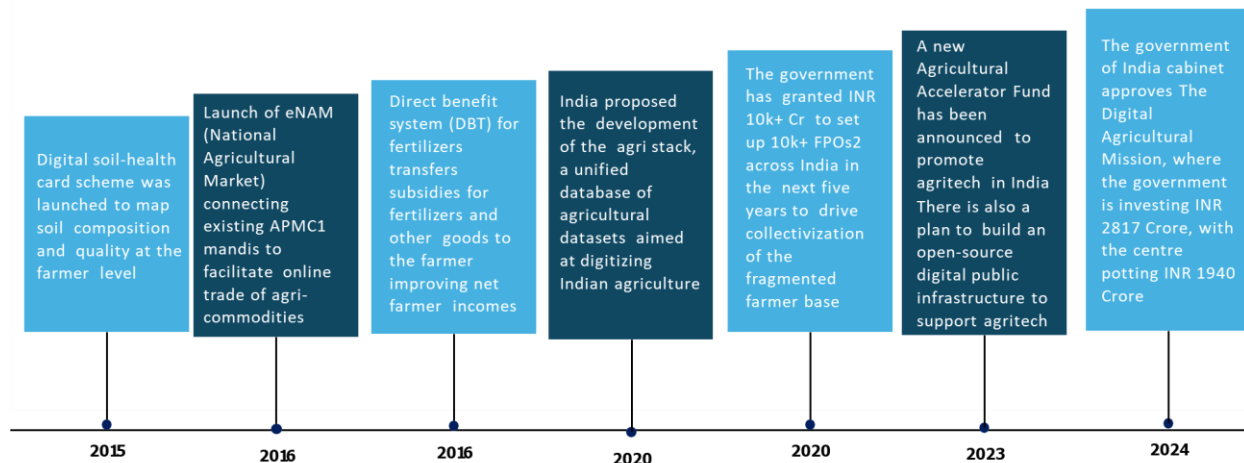 Digital soil-health
card scheme was
launched to map
soil composition
and quality at the
farmer level
Launch of eNAM
(National
Agricultural
Market)
connecting
existing APMC1
mandis to
facilitate online
trade of agri-
commodities
Direct benefit
system (DBT) for
fertilizers
transfers
subsidies for
fertilizers and
other goods to
the farmer
improving net
farmer incomes
India proposed
the development
of the agri stack,
a unified
database of
agricultural
datasets aimed
at digitizing
Indian agriculture
The government
has granted INR
10k+ Cr to set
up 10k+ FPOs2
across India in
the next five
years to drive
collectivization
of the
fragmented
farmer base
A new
Agricultural
Accelerator Fund
has been
announced to
promote
agritech in India
There is also a
plan to build an
open-source
digital public
infrastructure to
support agritech
The government
of India cabinet
approves The
Digital
Agricultural
Mission, where
the government
is investing INR
2817 Crore, with
the centre
potting INR 1940
Crore
2015
2016
2016
2020
2020
2023
2024